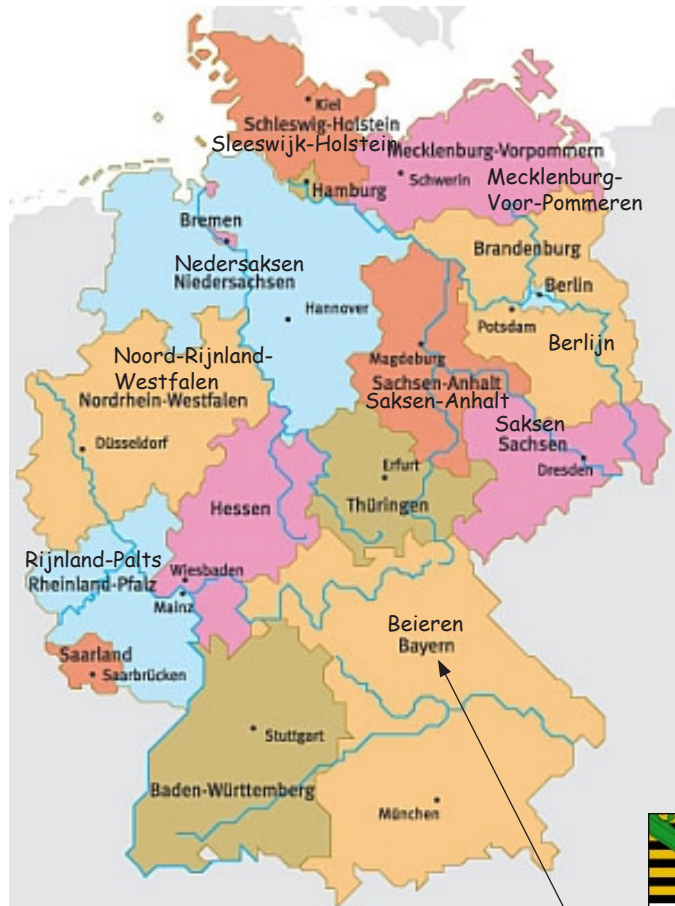 Kiel
Schleswig-Holstein
Sleeswijk-Holstein
Mecklenburg-Vorpommern
Schwerin
Mecklenburg-
Voor-Pommeren
Hamburg
Bremen
Brandenburg
Nedersaksen
Niedersachsen
Berlin
Hannover
Potsdam
Berlijn
Noord-Rijnland-
Westfalen
Nordrhein-Westfalen
Magdeburg
Sachsen-Anhalt
Saksen-Anhalt
Saksen
Sachsen
Düsseldorf
Erfurt
Dresden
Hessen
Thüringen
Rijnland-Palts
Rheinland-Pfalz
Wiesbaden
Mainz
Beieren
Bayern
Saarland
Saarbrücken
Stuttgart
Baden-Württemberg
München